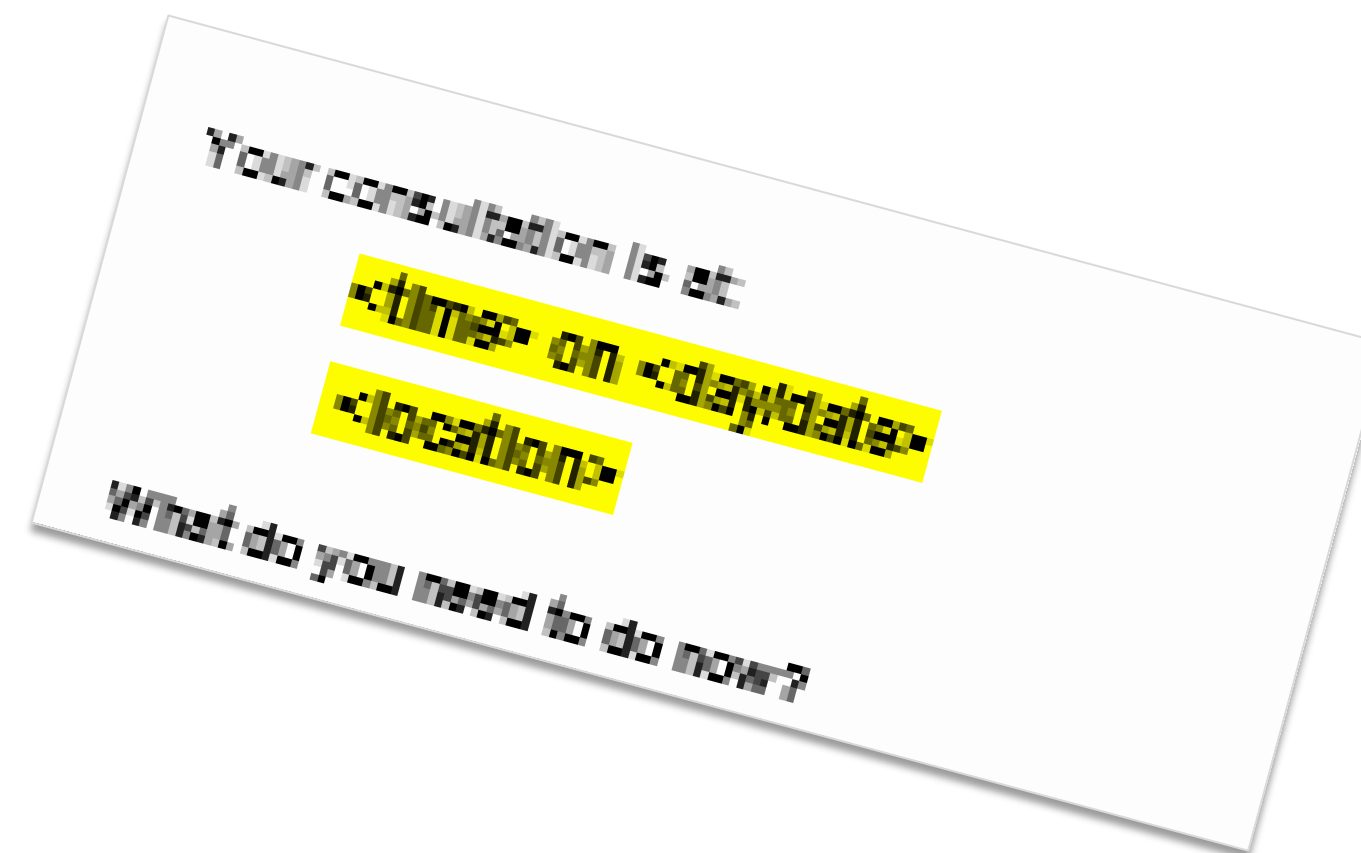 Your consultation is at
<time> on <day/date>
<location>
What do you need to do now?